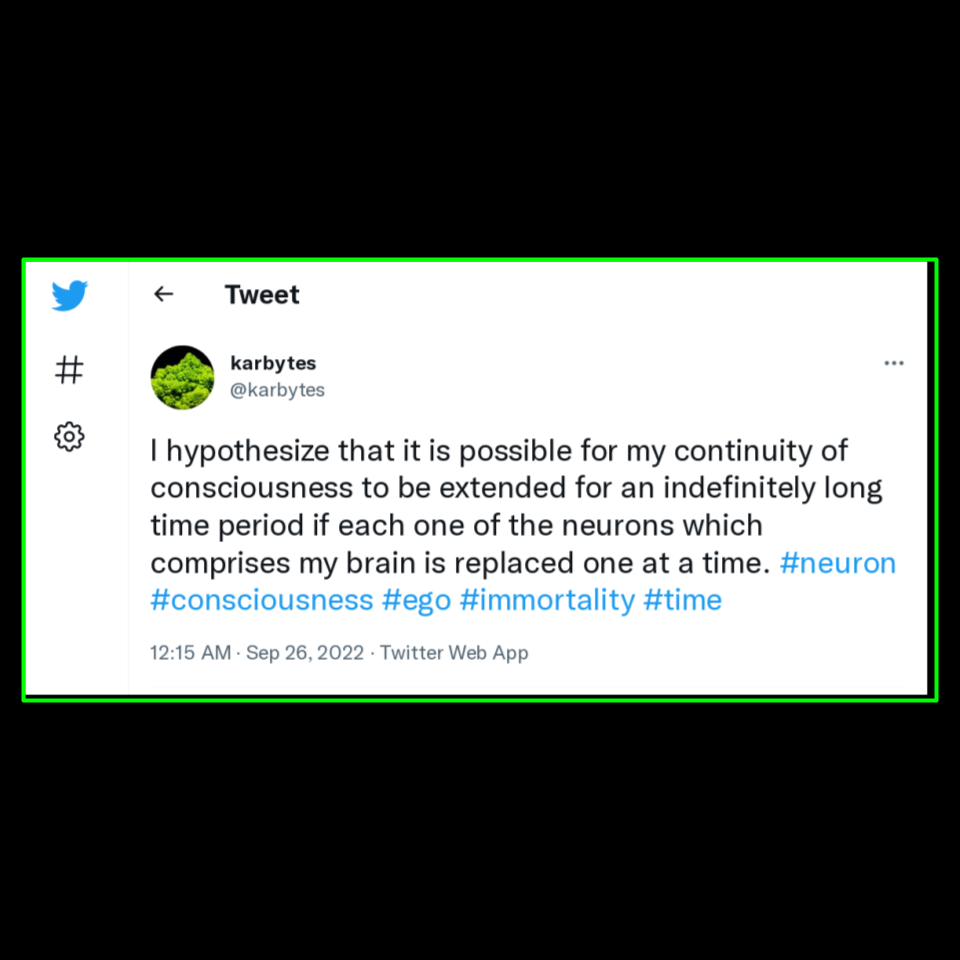 Tweet
karbytes
@karbytes
I hypothesize that it is possible for my continuity of
consciousness to be extended for an indefinitely long
time period if each one of the neurons which
comprises my brain is replaced one at a time. #neuron
#consciousness #ego #immortality #time
12:15 AM · Sep 26, 2022 · Twitter Web App